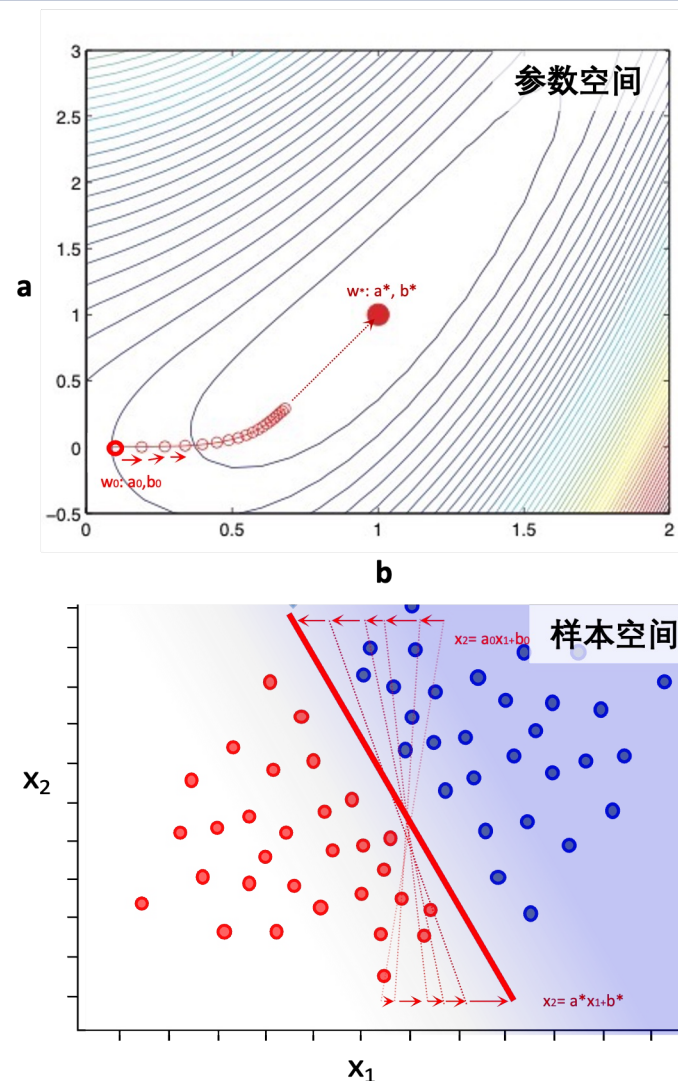 3
参数空间
2.5
2
1.5
a
w*: a*, b*
1
0.5
0
w₀: a₀,b₀
−0.5
0
0.5
1
1.5
2
b
样本空间
x₂= a₀x₁+b₀
x₂
x₂= a*x₁+b*
x₁